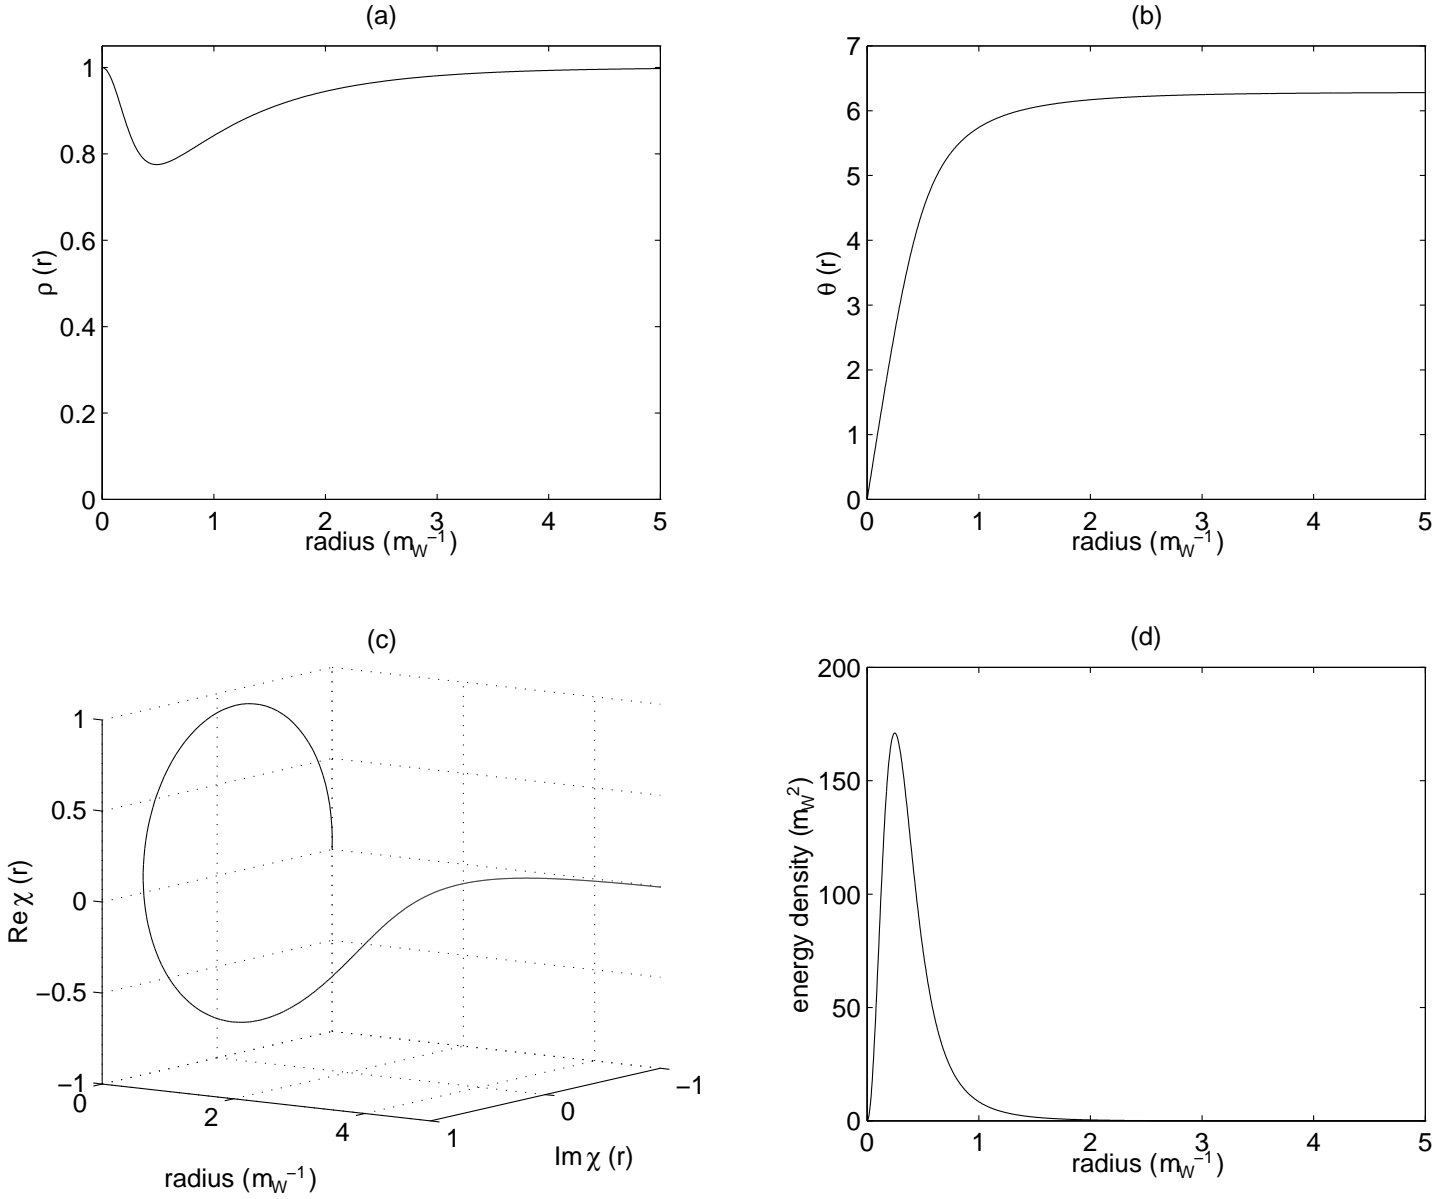 (a)
1
0.8
0.6
0.4
0.2
0
ρ (r)
0 1 2 3 4 5
radius (m_W^−1)
(b)
7
6
5
4
3
2
1
0
θ (r)
0 1 2 3 4 5
radius (m_W^−1)
(c)
1
0.5
0
−0.5
−1
Re χ (r)
0 2 4
radius (m_W^−1)
1 0 −1
Im χ (r)
(d)
200
150
100
50
0
energy density (m_W^2)
0 1 2 3 4 5
radius (m_W^−1)